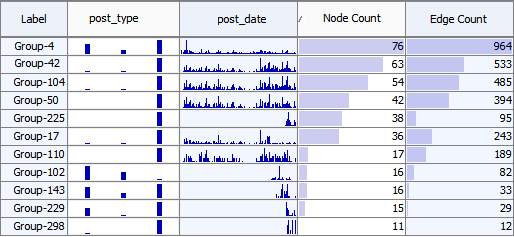 Label post_type post_date Node Count Edge Count
Group-4 76 964
Group-42 63 533
Group-104 54 485
Group-50 42 394
Group-225 38 95
Group-17 36 243
Group-110 17 189
Group-102 16 82
Group-143 16 33
Group-229 15 29
Group-298 11 12